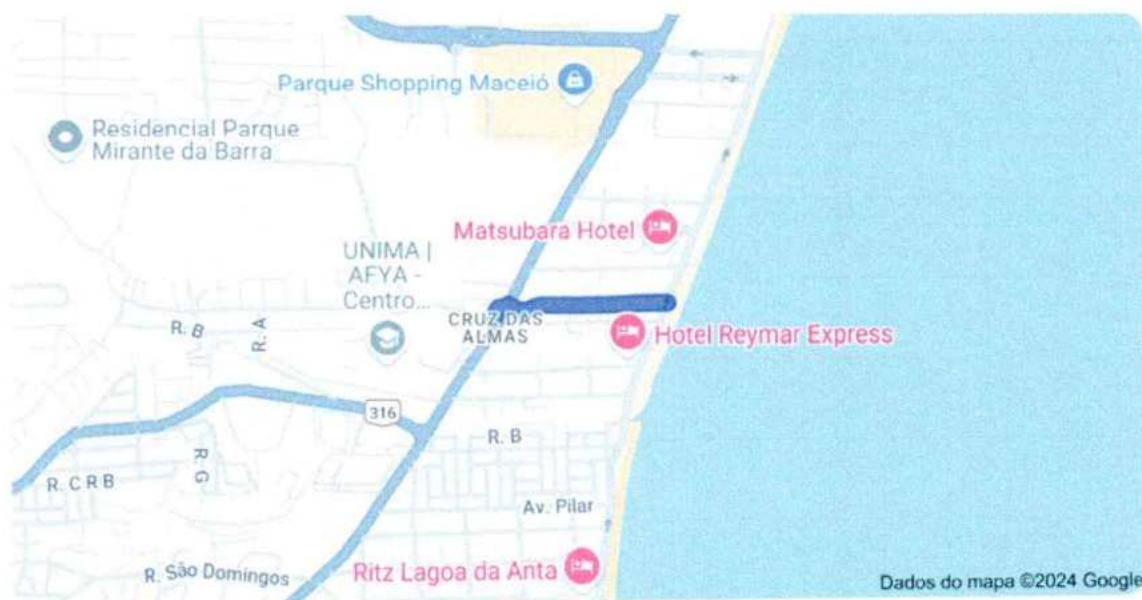 Parque Shopping Maceió
Residencial Parque
Mirante da Barra
Matsubara Hotel
UNIMA |
AFYA -
Centro...
CRUZ DAS
ALMAS
R. B
R. A
Hotel Reymar Express
316
R. B
R. G
R. C R B
Av. Pilar
R. São Domingos
Ritz Lagoa da Anta
Dados do mapa ©2024 Google